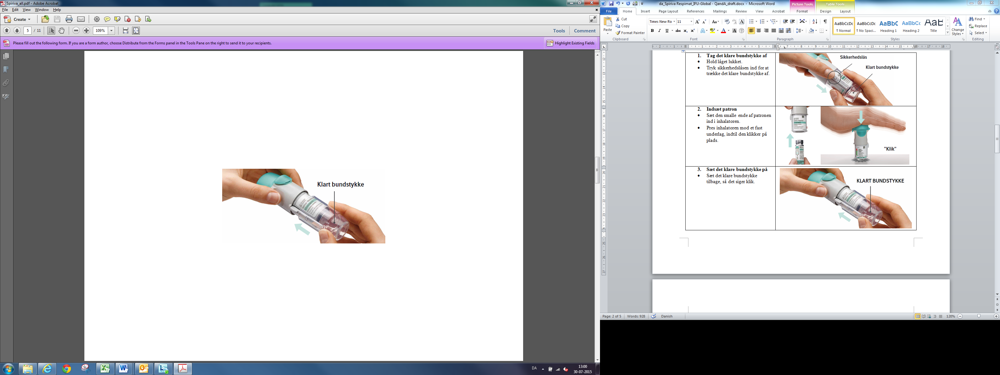 Spiriva_all.pdf - Adobe Acrobat
File Edit View Window Help
Create
5 / 11
109%
Tools
Comment
Please fill out the following form. If you are a form author, choose Distribute from the Forms panel in the Tools Pane on the right to send it to your recipients.
Highlight Existing Fields
Klart bundstykke
DA
13:00
30-07-2015
da_Spiriva Respimat_IFU-Global - QandA_draft.docx - Microsoft Word
Picture Tools
Table Tools
File Home Insert Page Layout References Mailings Review View Acrobat Format Design Layout
Paste
Cut
Copy
Format Painter
Clipboard
Times New Ro 11
Font
Paragraph
AaBbCcDc AaBbCcDc AaBbC AaBbCc AaB
¶ Normal ¶ No Spaci... Heading 1 Heading 2 Title
Change Styles
Styles
Find
Replace
Select
Editing
1. Tag det klare bundstykke af
• Hold låget lukket.
• Tryk sikkerhedslåsen ind for at
trække det klare bundstykke af.
Sikkerhedslås
Klart bundstykke
2. Indsæt patron
• Sæt den smalle ende af patronen
ind i inhalatoren.
• Pres inhalatoren mod et fast
underlag, indtil den klikker på
plads.
"Klik"
3. Sæt det klare bundstykke på
• Sæt det klare bundstykke
tilbage, så det siger klik.
KLART BUNDSTYKKE
Page: 2 of 5 Words: 928 Danish
120%